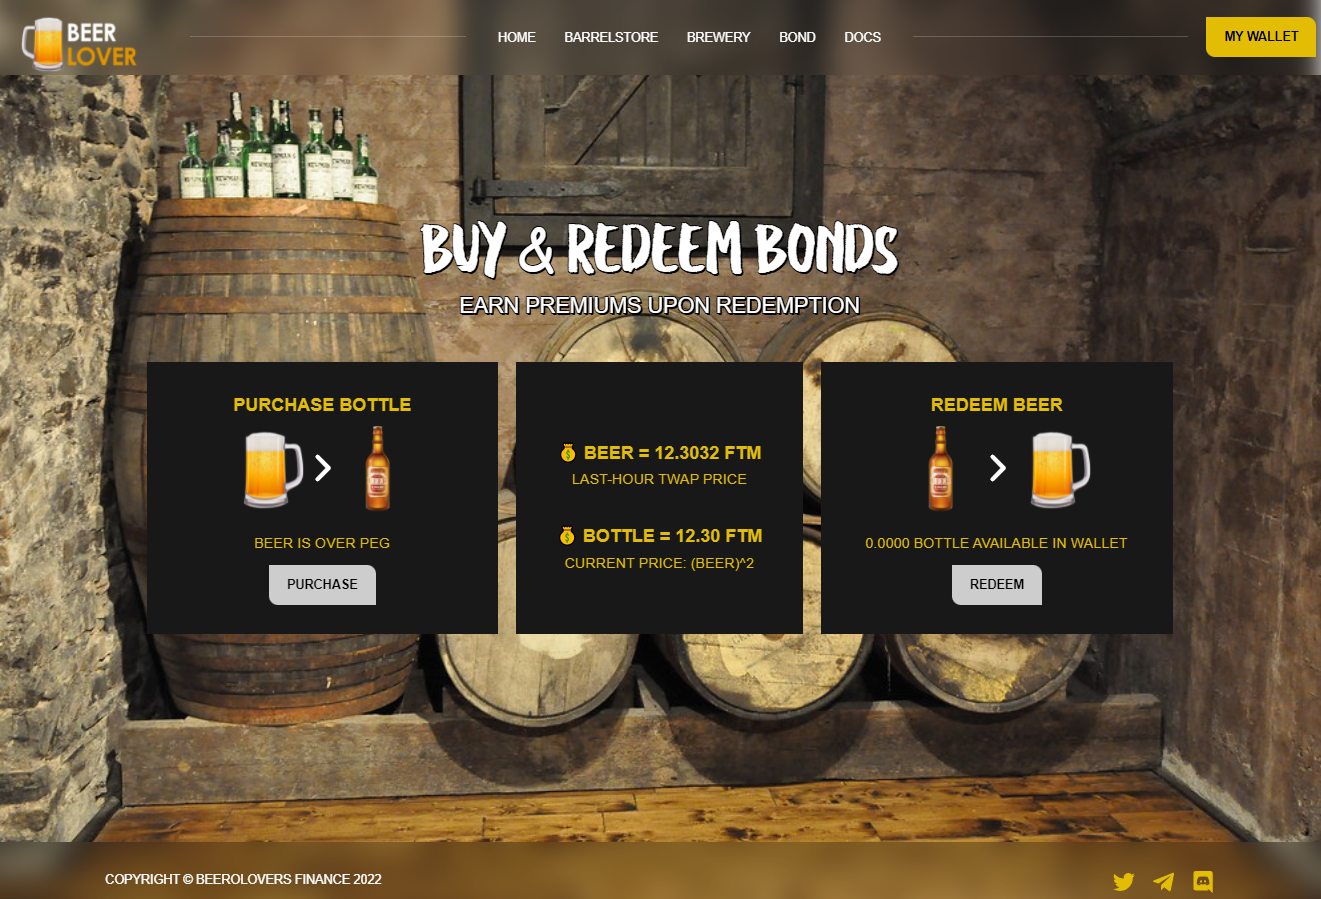 BEER
LOVER
HOME
BARRELSTORE
BREWERY
BOND
DOCS
MY WALLET
BUY & REDEEM BONDS
EARN PREMIUMS UPON REDEMPTION
PURCHASE BOTTLE
BEER IS OVER PEG
PURCHASE
BEER = 12.3032 FTM
LAST-HOUR TWAP PRICE
BOTTLE = 12.30 FTM
CURRENT PRICE: (BEER)^2
REDEEM BEER
0.0000 BOTTLE AVAILABLE IN WALLET
REDEEM
COPYRIGHT © BEEROLOVERS FINANCE 2022